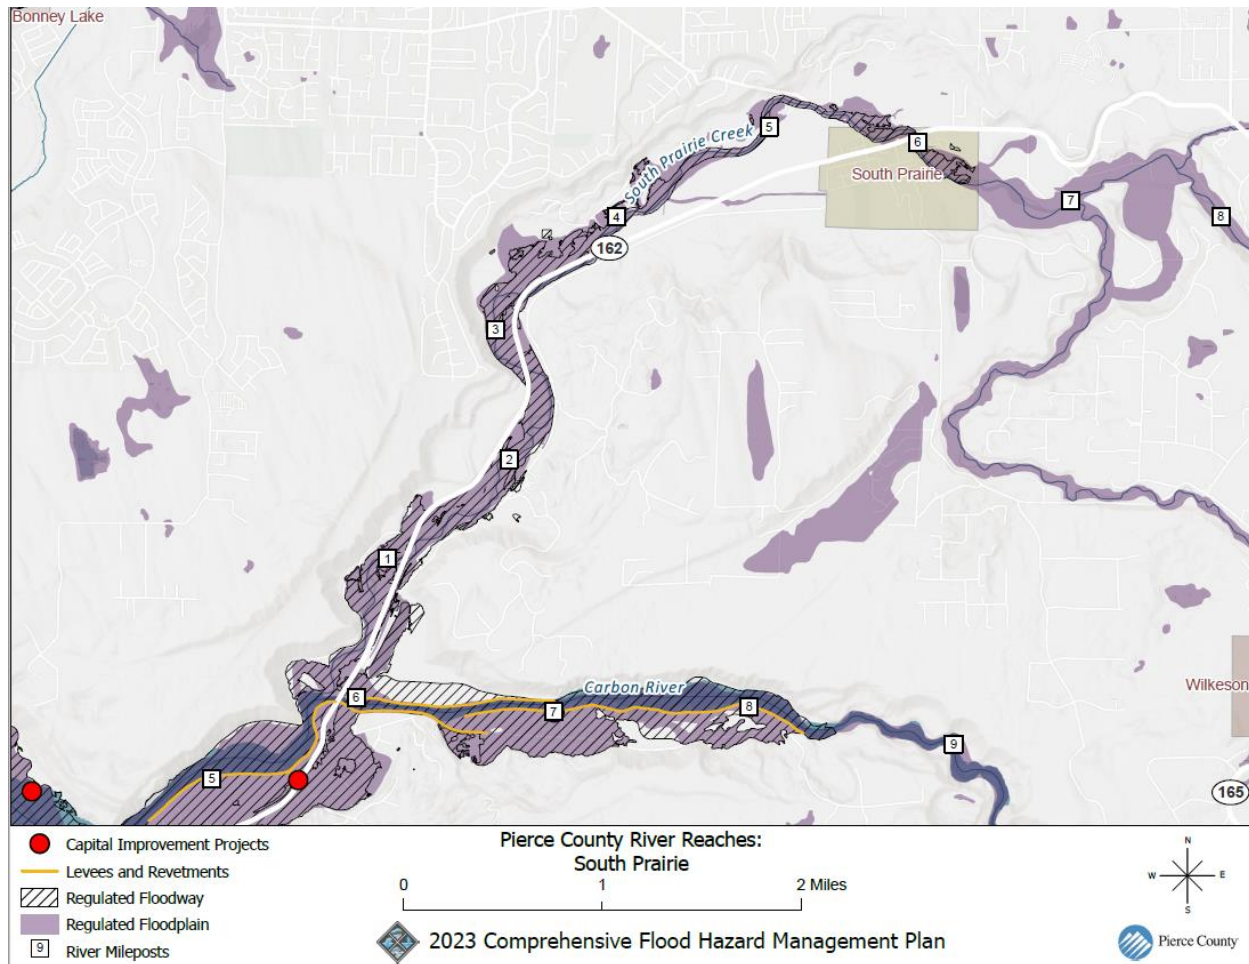 Bonney Lake
5
South Prairie Creek
6
South Prairie
7
8
4
162
3
2
1
Carbon River
6
7
8
9
5
Wilkeson
165
Capital Improvement Projects
Levees and Revetments
Regulated Floodway
Regulated Floodplain
9 River Mileposts
Pierce County River Reaches:
South Prairie
0 1 2 Miles
2023 Comprehensive Flood Hazard Management Plan
N
W E
S
Pierce County